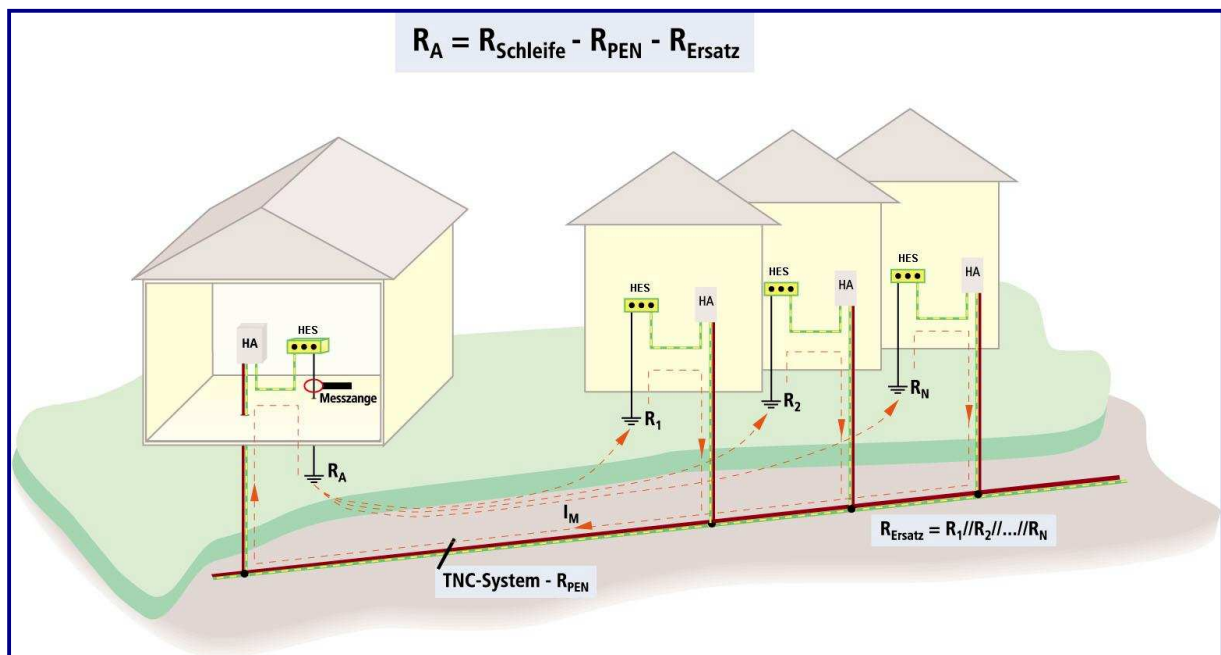 R_A = R_Schleife - R_PEN - R_Ersatz
HES
HA
HES
HA
HES
HA
HA
HES
Messzange
R_1
R_2
R_N
R_A
I_M
R_Ersatz = R_1//R_2//...//R_N
TNC-System - R_PEN